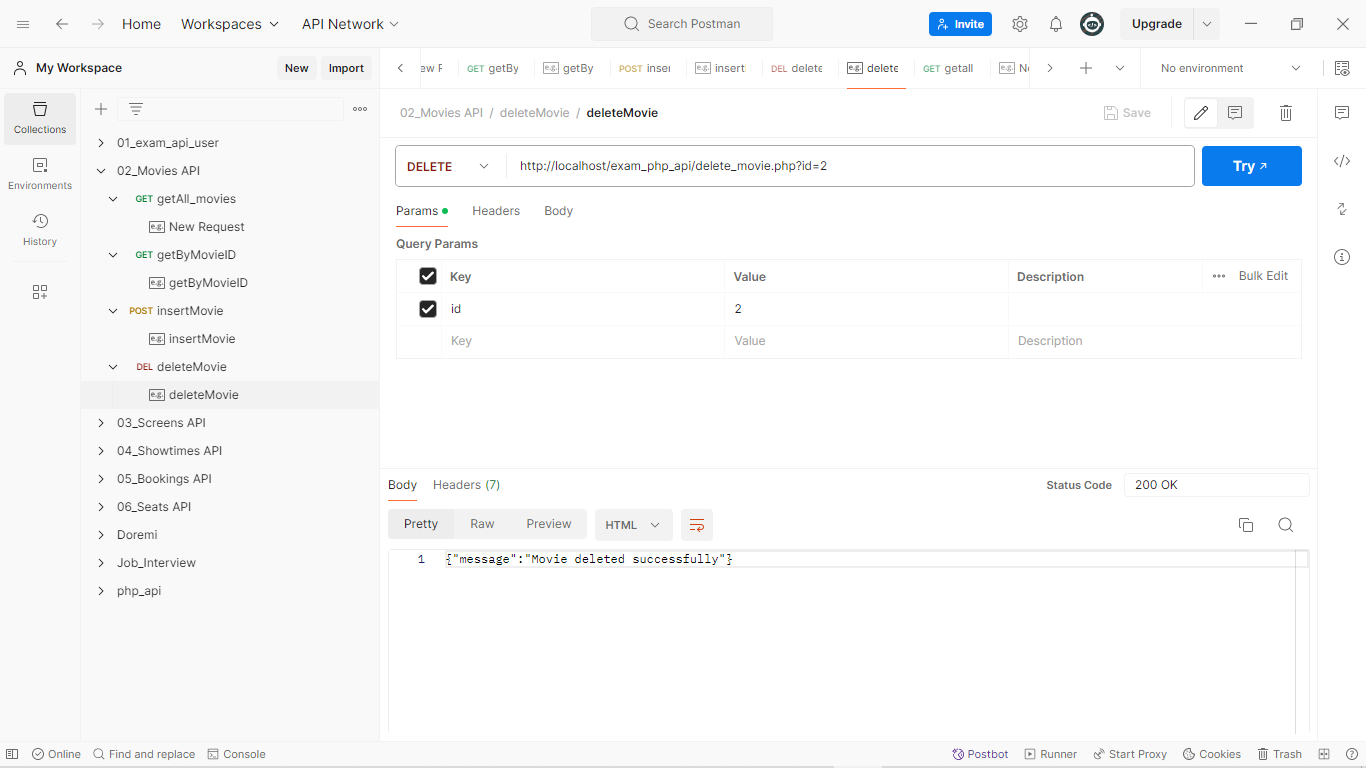 Home Workspaces API Network Search Postman Invite Upgrade
My Workspace New Import
ew R GET getBy e.g. getBy POST inser e.g. insert DEL delete e.g. delete GET getall e.g. Ne No environment
Collections
Environments
History
01_exam_api_user
02_Movies API
GET getAll_movies
e.g. New Request
GET getByMovieID
e.g. getByMovieID
POST insertMovie
e.g. insertMovie
DEL deleteMovie
e.g. deleteMovie
03_Screens API
04_Showtimes API
05_Bookings API
06_Seats API
Doremi
Job_Interview
php_api
02_Movies API / deleteMovie / deleteMovie Save
DELETE http://localhost/exam_php_api/delete_movie.php?id=2 Try
Params Headers Body
Query Params
Key Value Description Bulk Edit
id 2
Key Value Description
Body Headers (7) Status Code 200 OK
Pretty Raw Preview HTML
1 {"message":"Movie deleted successfully"}
Online Find and replace Console Postbot Runner Start Proxy Cookies Trash